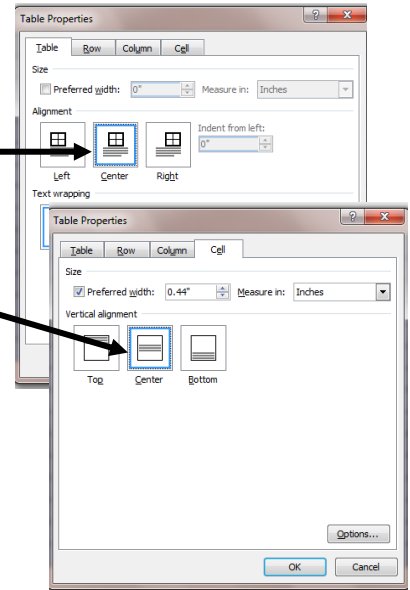 Table Properties
Table Row Column Cell
Size
Preferred width: 0" Measure in: Inches
Alignment
Indent from left:
0"
Left Center Right
Text wrapping
Table Properties
Table Row Column Cell
Size
Preferred width: 0.44" Measure in: Inches
Vertical alignment
Top Center Bottom
Options...
OK Cancel